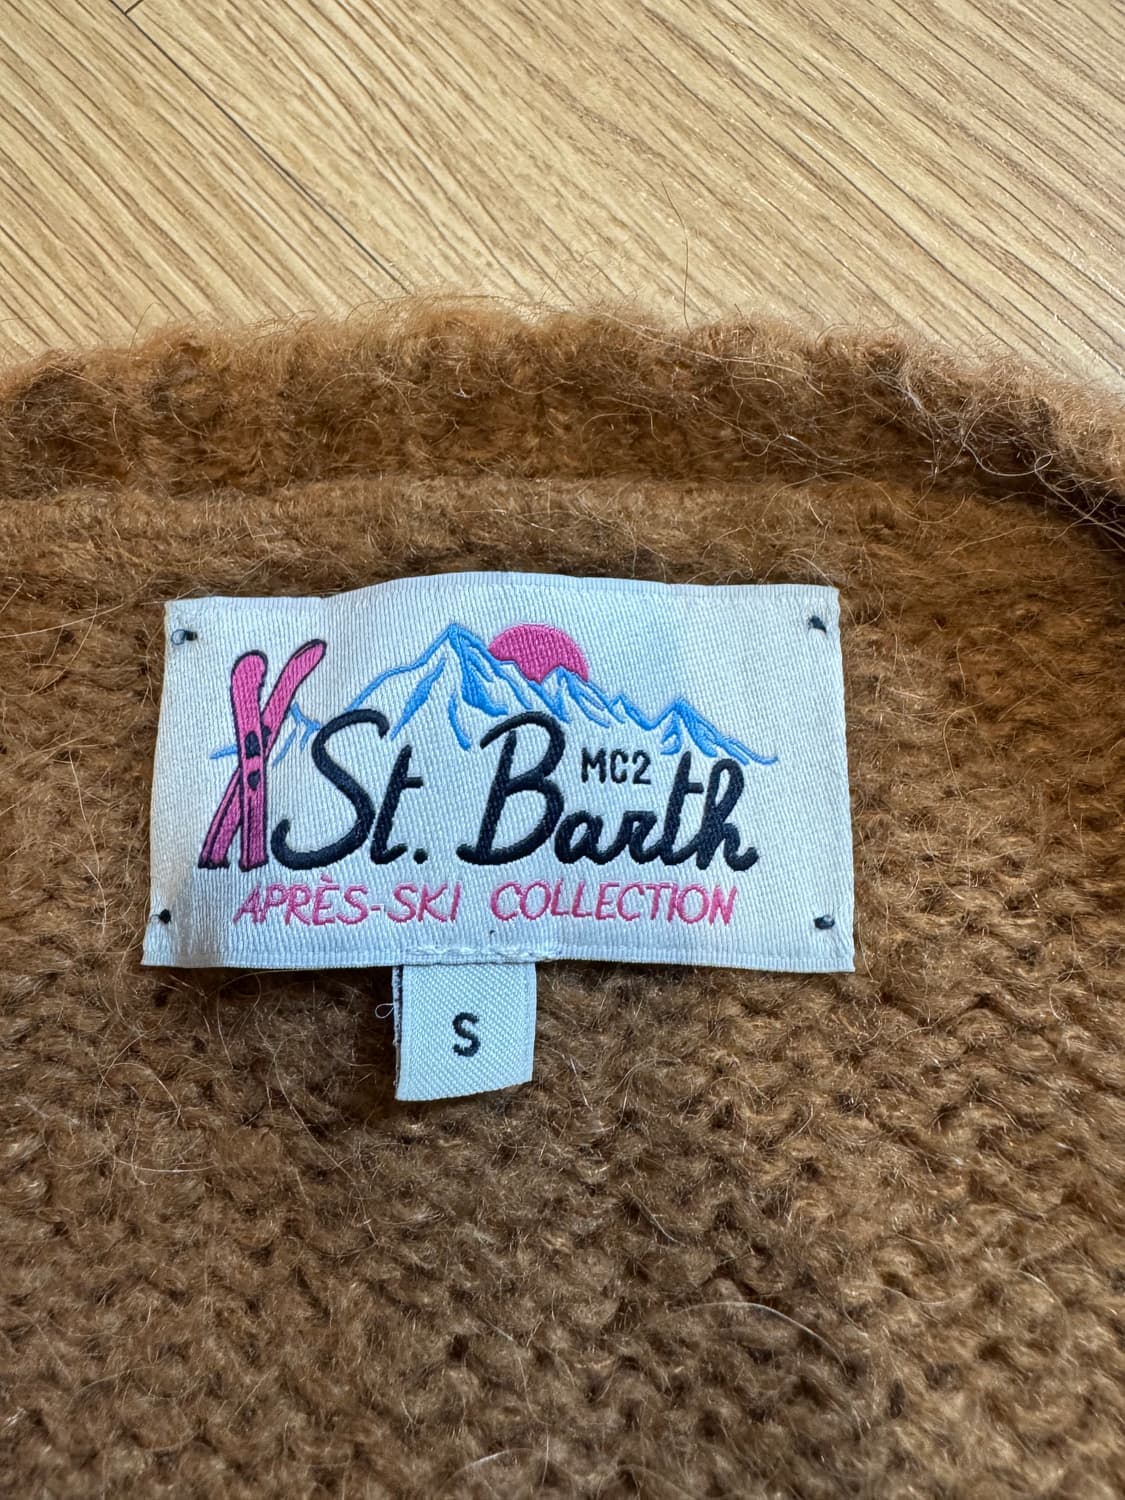 St. Barth MC2
APRÈS-SKI COLLECTION
S